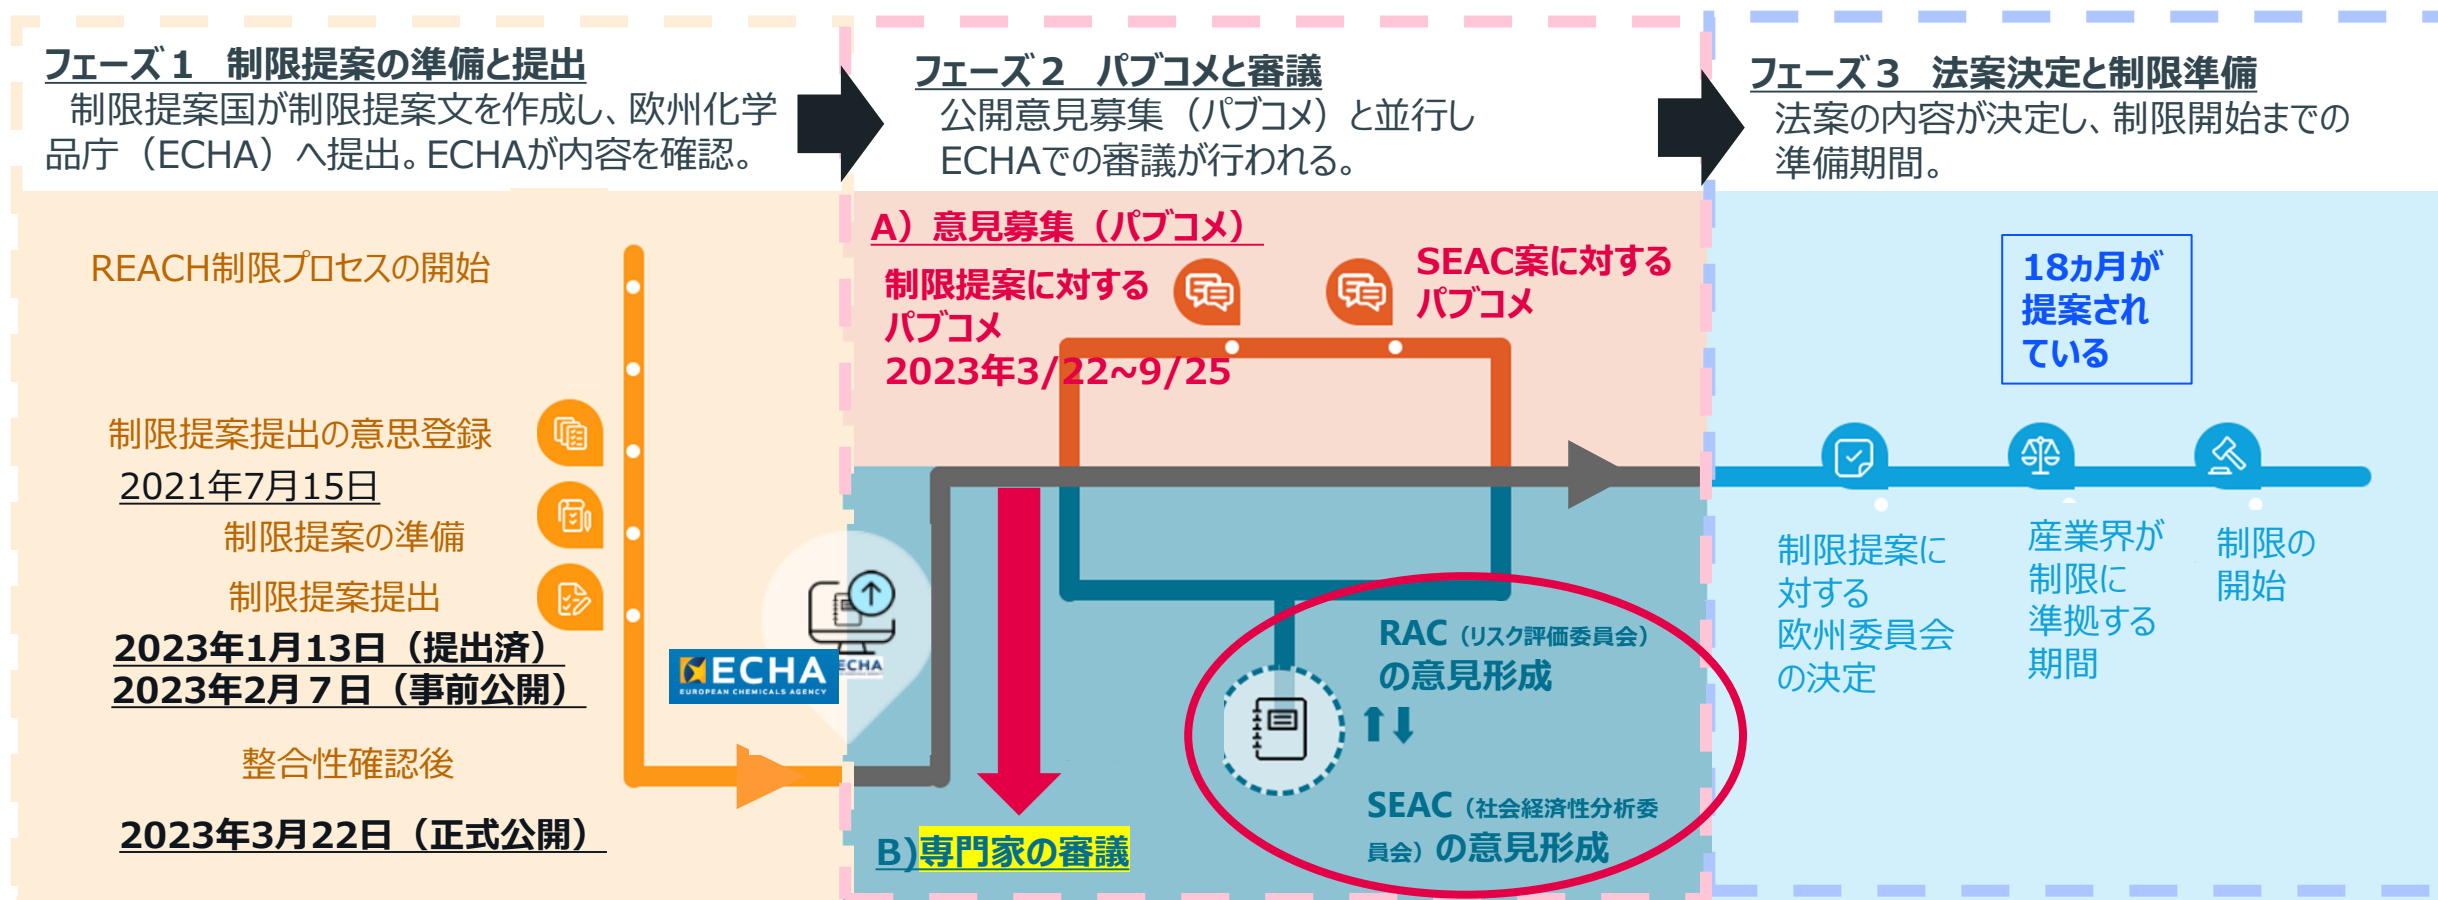 フェーズ1　制限提案の準備と提出
制限提案国が制限提案文を作成し、欧州化学
品庁（ECHA）へ提出。ECHAが内容を確認。
REACH制限プロセスの開始
制限提案提出の意思登録
2021年7月15日
制限提案の準備
制限提案提出
2023年1月13日（提出済）
2023年2月７日（事前公開）
整合性確認後
2023年3月22日（正式公開）
ECHA
EUROPEAN CHEMICALS AGENCY
ECHA
フェーズ2　パブコメと審議
公開意見募集（パブコメ）と並行し
ECHAでの審議が行われる。
A）意見募集（パブコメ）
制限提案に対する
パブコメ
2023年3/22~9/25
SEAC案に対する
パブコメ
B)専門家の審議
RAC（リスク評価委員会）
の意見形成
SEAC（社会経済性分析委
員会）の意見形成
フェーズ3　法案決定と制限準備
法案の内容が決定し、制限開始までの
準備期間。
18ヵ月が
提案され
ている
制限提案に
対する
欧州委員会
の決定
産業界が
制限に
準拠する
期間
制限の
開始